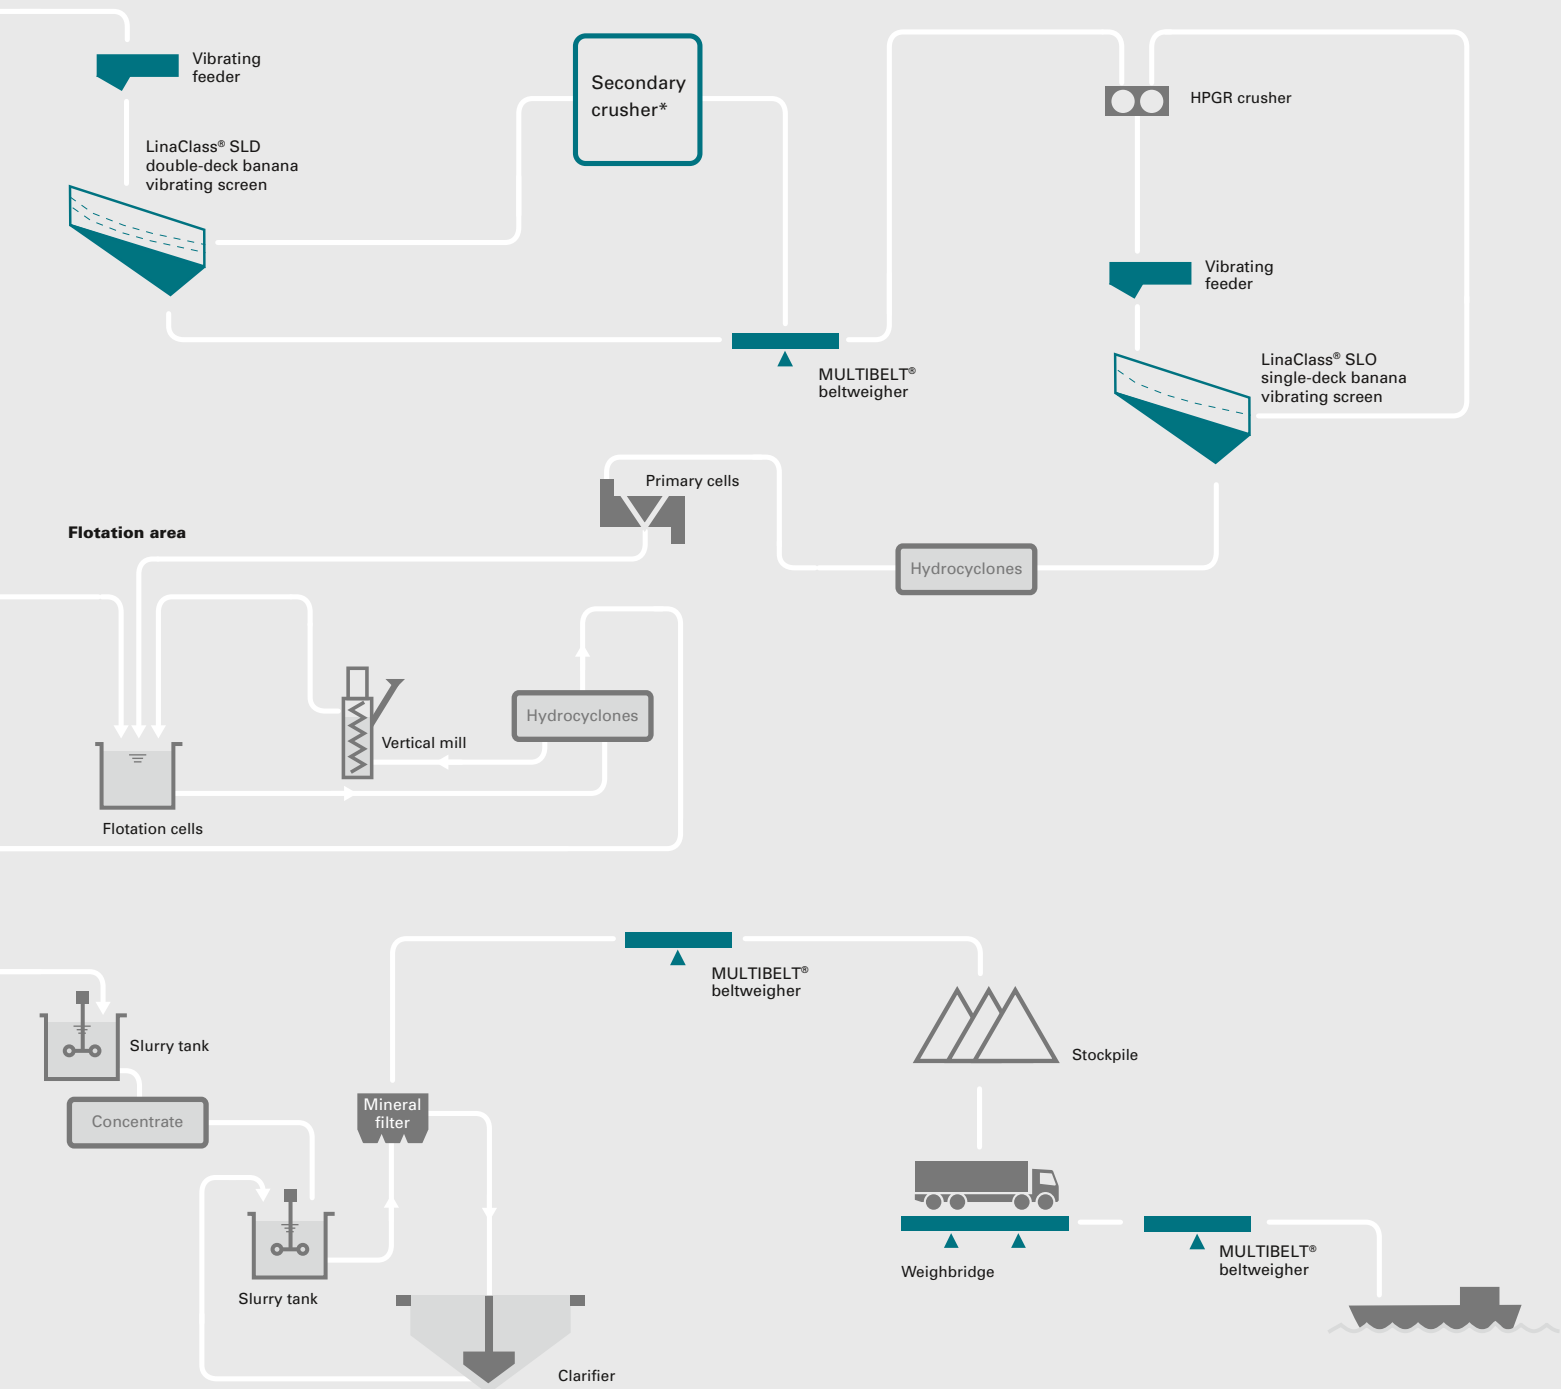 Vibrating
feeder
LinaClass® SLD
double-deck banana
vibrating screen
Secondary
crusher*
MULTIBELT®
beltweigher
HPGR crusher
Vibrating
feeder
LinaClass® SLO
single-deck banana
vibrating screen
Primary cells
Hydrocyclones
Flotation area
Vertical mill
Hydrocyclones
Flotation cells
MULTIBELT®
beltweigher
Slurry tank
Concentrate
Mineral
filter
Slurry tank
Clarifier
Stockpile
Weighbridge
MULTIBELT®
beltweigher